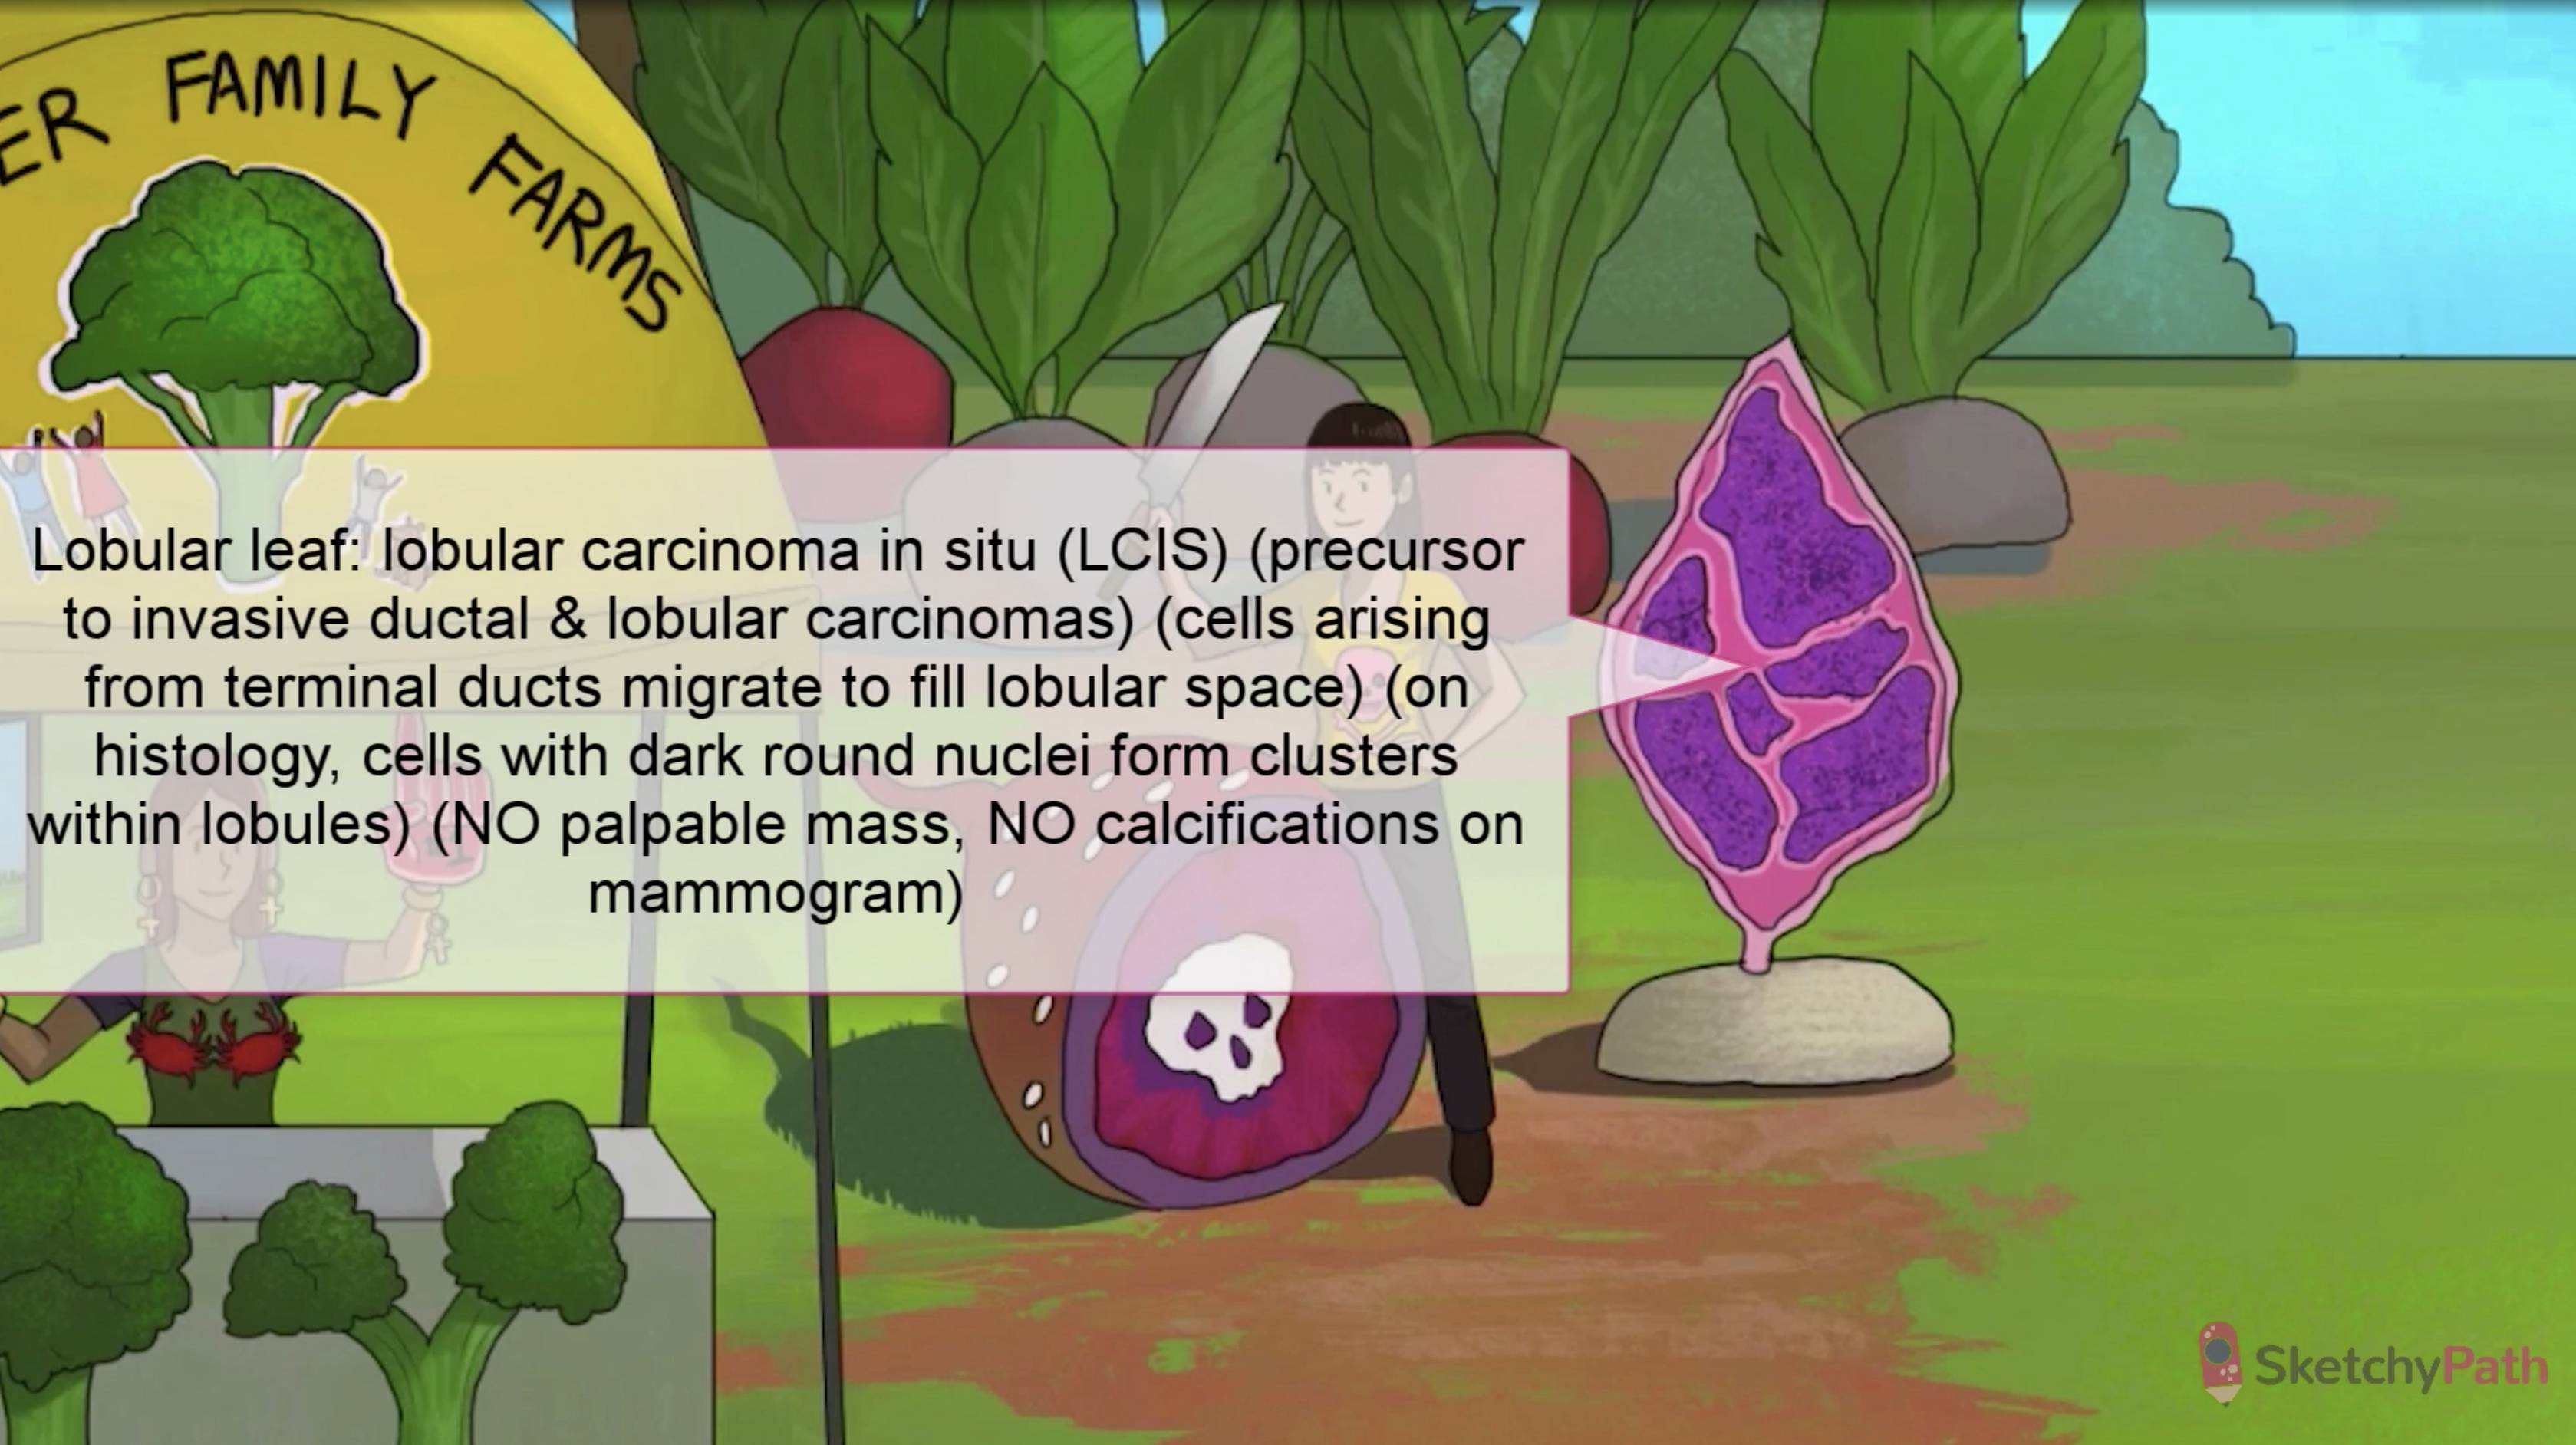 ER FAMILY FARMS
Lobular leaf: lobular carcinoma in situ (LCIS) (precursor
to invasive ductal & lobular carcinomas) (cells arising
from terminal ducts migrate to fill lobular space) (on
histology, cells with dark round nuclei form clusters
within lobules) (NO palpable mass, NO calcifications on
mammogram)
SketchyPath